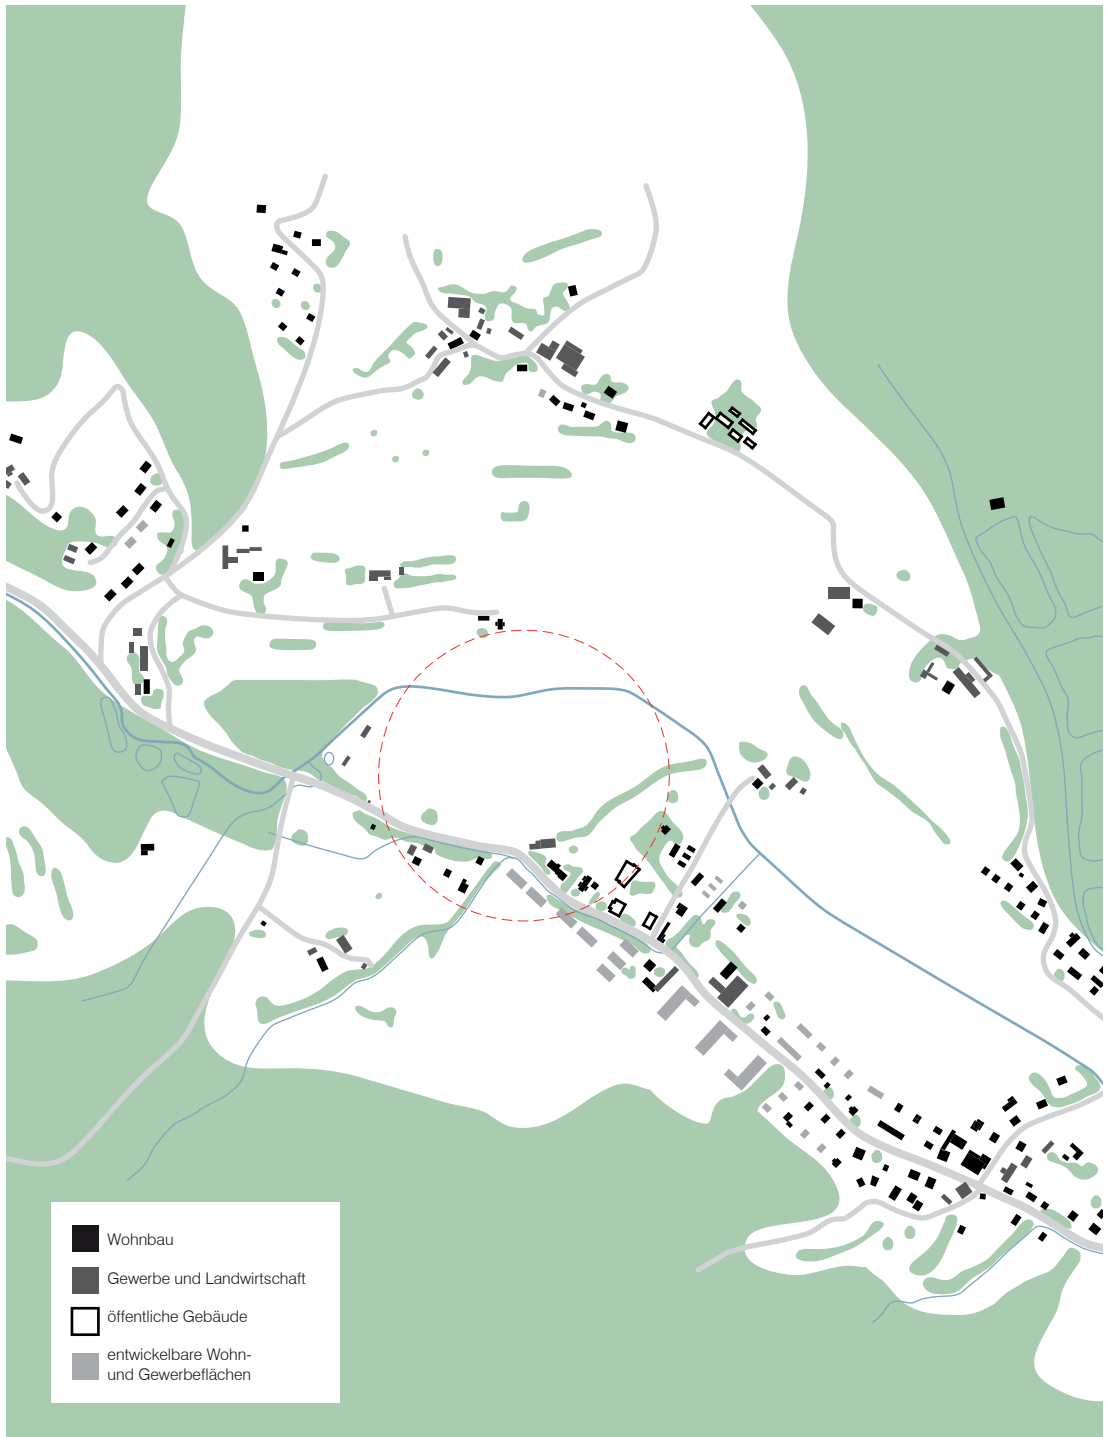 Wohnbau
Gewerbe und Landwirtschaft
öffentliche Gebäude
entwickelbare Wohn-
und Gewerbeflächen